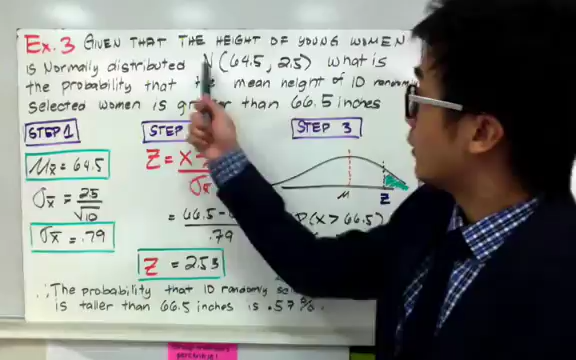 Ex. 3 GIVEN THAT THE HEIGHT OF YOUNG WOMEN
is Normally distributed N (64.5, 2.5) what is
the probability that the mean height of 10
selected women is greater than 66.5 inches
STEP 1
STEP
STEP 3
μx̄ = 64.5
σx̄ = 2.5/√10
σx̄ = .79
Z = X
σx̄
= 66.5 -
.79
Z = 2.53
μ
Z
P(X > 66.5)
∴ The probability that 10 randomly
is taller than 66.5 inches is .57%.